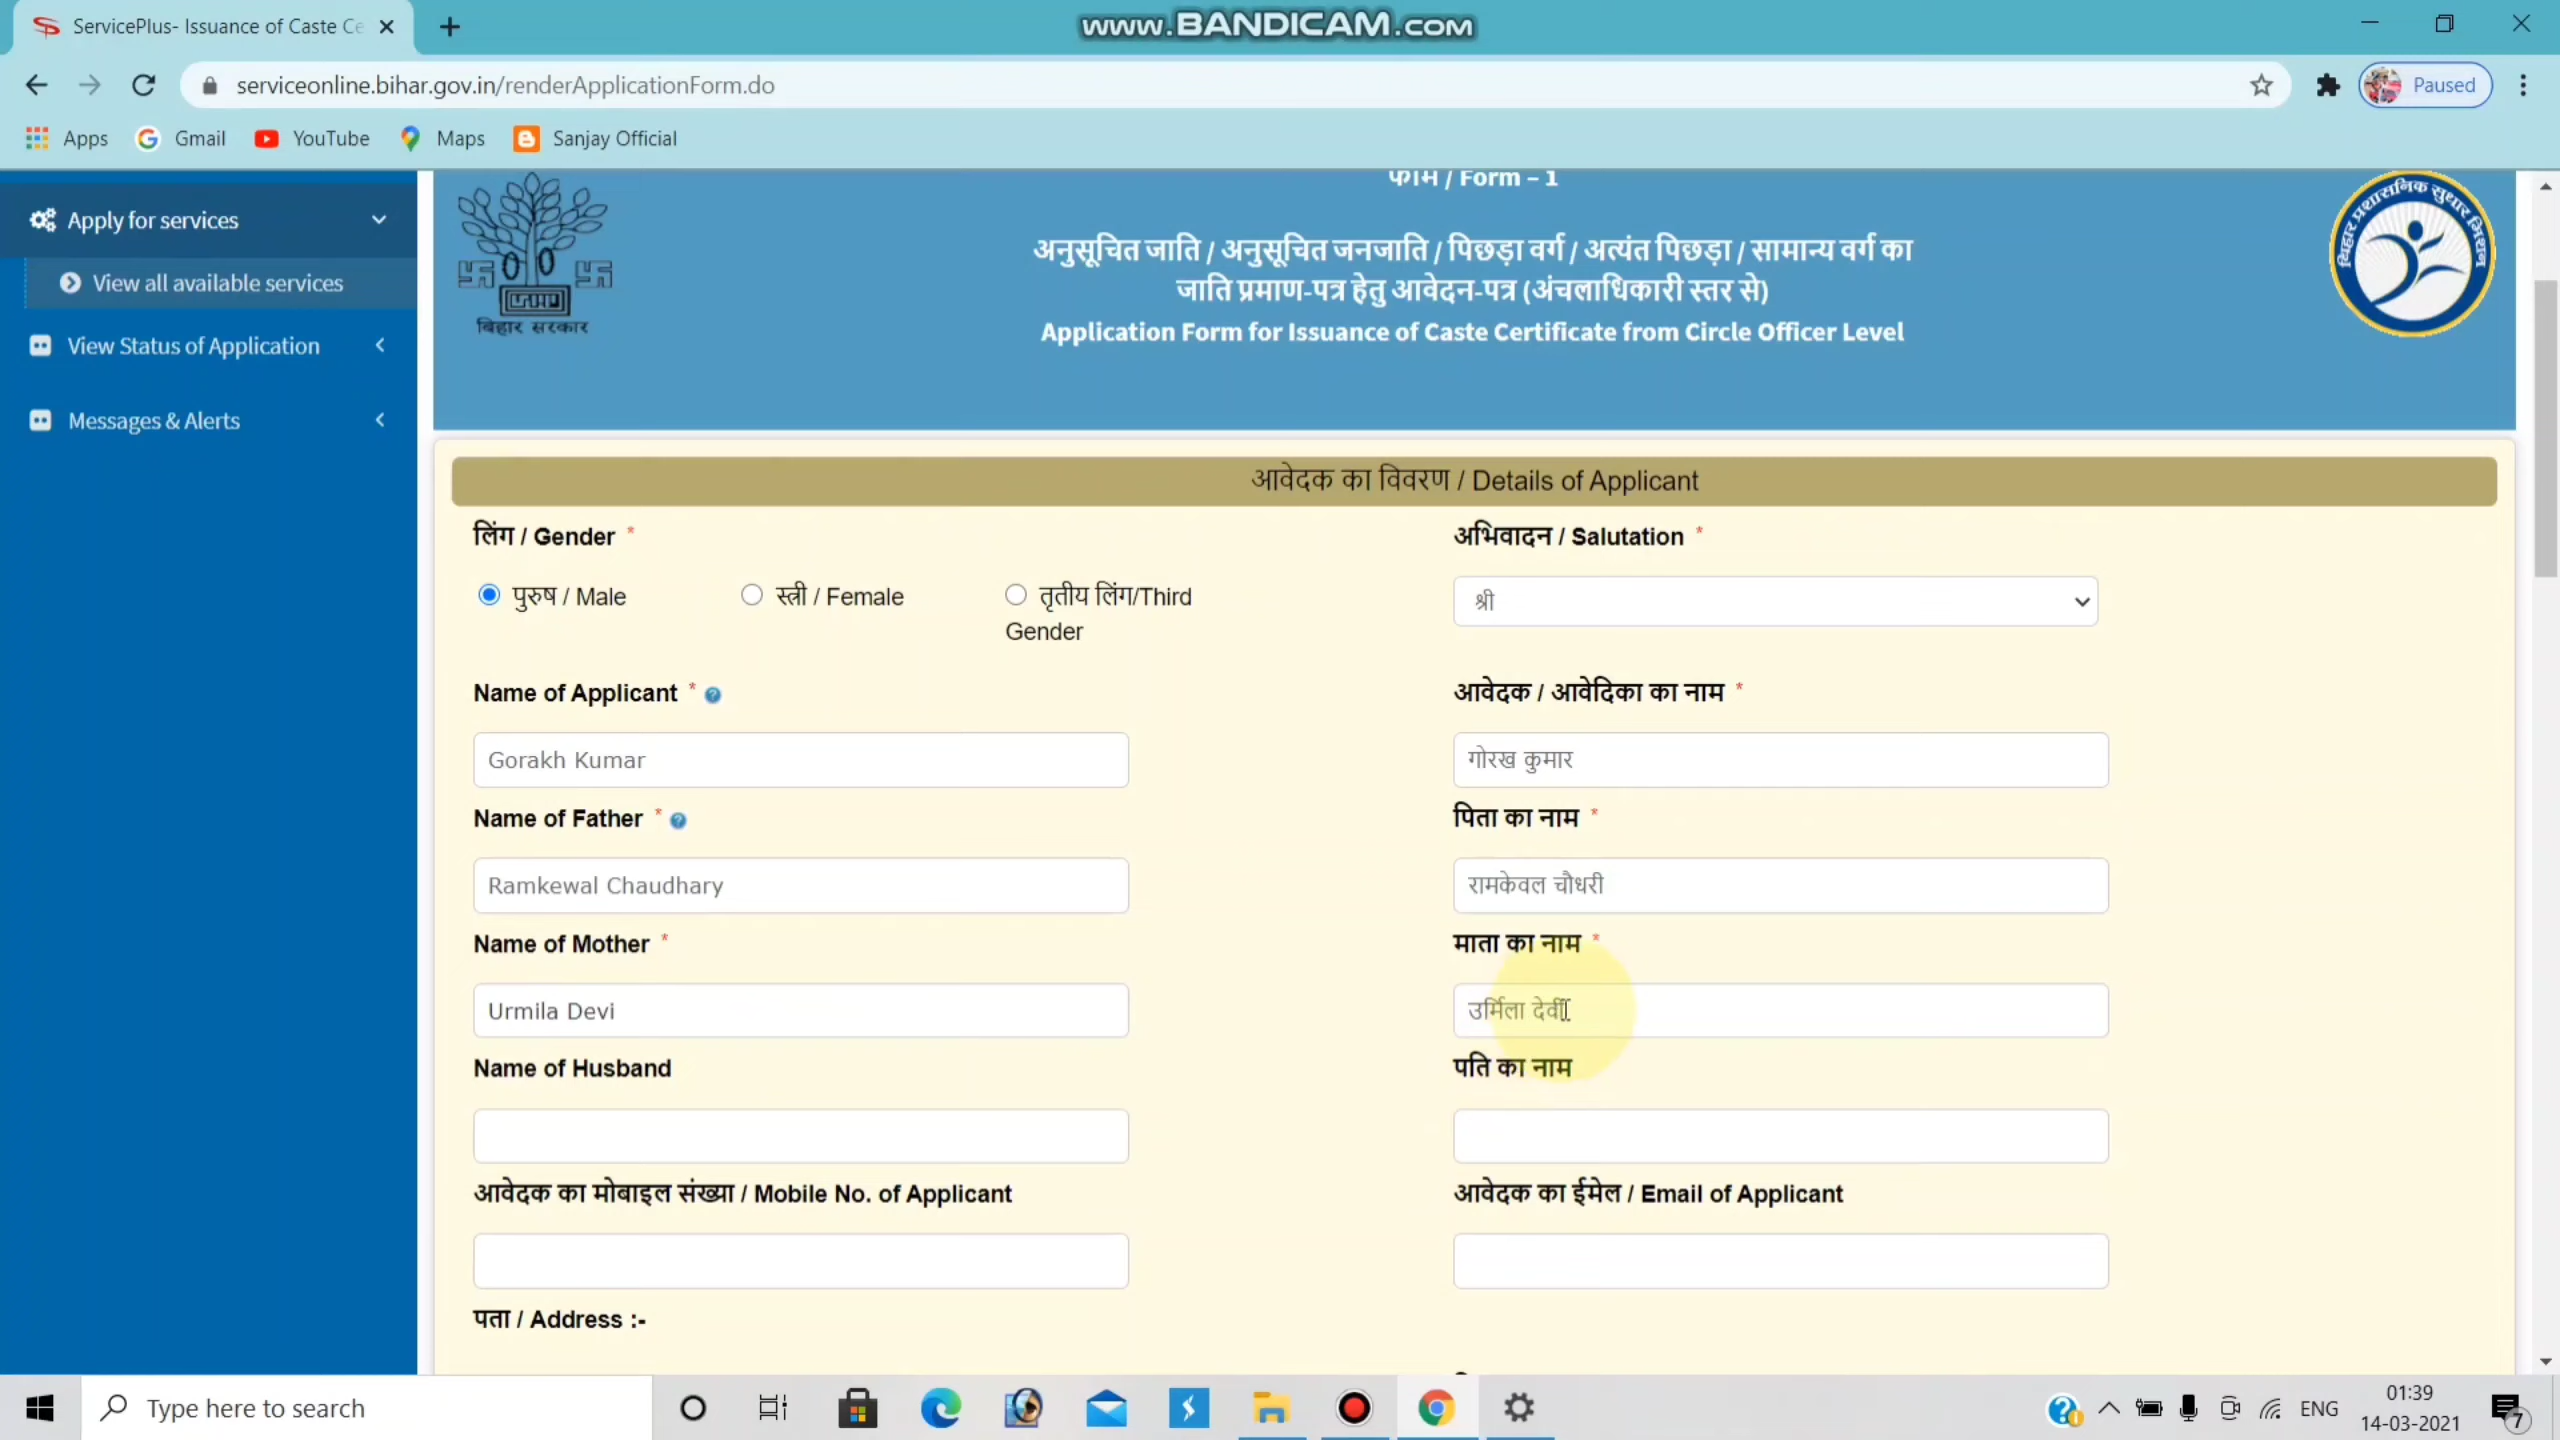 ServicePlus- Issuance of Caste Ce
www.BANDICAM.com
serviceonline.bihar.gov.in/renderApplicationForm.do
Paused
Apps
Gmail
YouTube
Maps
Sanjay Official
Apply for services
View all available services
View Status of Application
Messages & Alerts
बिहार सरकार
फॉर्म / Form – 1
अनुसूचित जाति / अनुसूचित जनजाति / पिछड़ा वर्ग / अत्यंत पिछड़ा / सामान्य वर्ग का
जाति प्रमाण-पत्र हेतु आवेदन-पत्र (अंचलाधिकारी स्तर से)
Application Form for Issuance of Caste Certificate from Circle Officer Level
बिहार प्रशासनिक सुधार मिशन
आवेदक का विवरण / Details of Applicant
लिंग / Gender *
अभिवादन / Salutation *
पुरुष / Male
स्त्री / Female
तृतीय लिंग/Third
Gender
श्री
Name of Applicant *
आवेदक / आवेदिका का नाम *
Gorakh Kumar
गोरख कुमार
Name of Father *
पिता का नाम *
Ramkewal Chaudhary
रामकेवल चौधरी
Name of Mother *
माता का नाम *
Urmila Devi
उर्मिला देवी
Name of Husband
पति का नाम
आवेदक का मोबाइल संख्या / Mobile No. of Applicant
आवेदक का ईमेल / Email of Applicant
पता / Address :-
Type here to search
ENG
01:39
14-03-2021
7